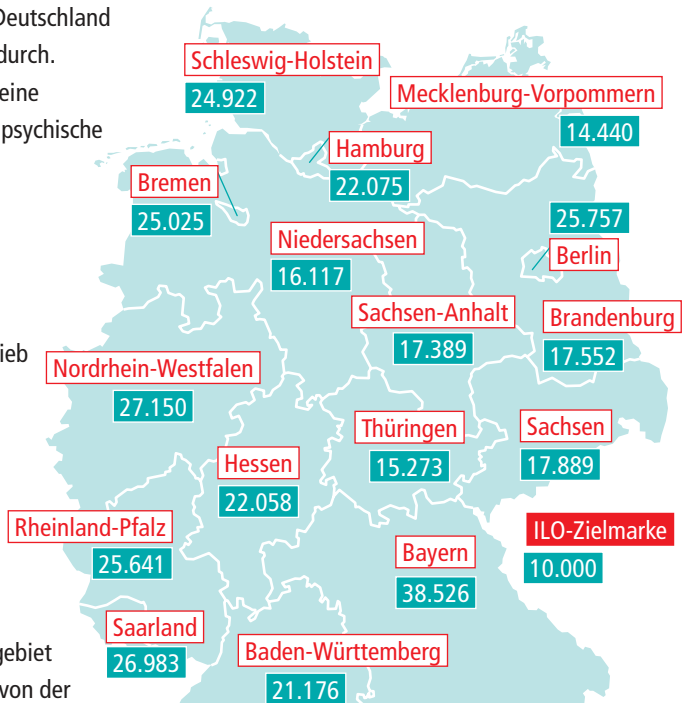 Deutschland
durch.
eine
psychische
ieb
gebiet
von der
Schleswig-Holstein
24.922
Mecklenburg-Vorpommern
14.440
Hamburg
22.075
Bremen
25.025
25.757
Berlin
Niedersachsen
16.117
Sachsen-Anhalt
17.389
Brandenburg
17.552
Nordrhein-Westfalen
27.150
Thüringen
15.273
Sachsen
17.889
Hessen
22.058
Rheinland-Pfalz
25.641
ILO-Zielmarke
10.000
Bayern
38.526
Saarland
26.983
Baden-Württemberg
21.176